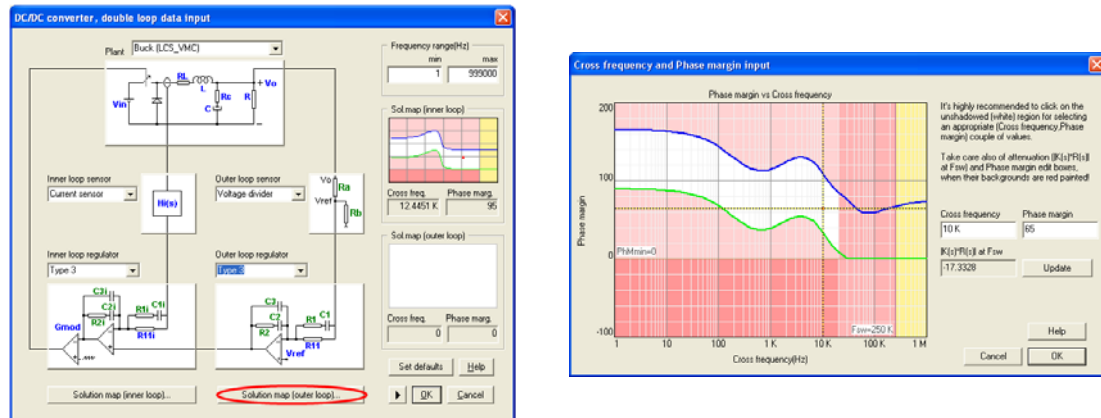 DC/DC converter, double loop data input
Plant Buck (LCS_VMC)
RL
L
+Vo
Vin
Rc
C
R
Frequency range(Hz)
min max
1 999000
Sol.map (inner loop)
Cross freq. Phase marg.
12.4451 K 95
Inner loop sensor
Current sensor
Hi(s)
Outer loop sensor
Voltage divider
Vo
Ra
Vref
Rb
Sol.map (outer loop)
Cross freq. Phase marg.
0 0
Inner loop regulator
Type 3
C3i
C2i
R2i
R1i
C1i
R11i
Gmod
Outer loop regulator
Type 3
C3
C2
R2
R1
C1
R11
Vref
Set defaults Help
OK Cancel
Solution map (inner loop)...
Solution map (outer loop)...
Cross frequency and Phase margin input
Phase margin vs Cross frequency
200
100
0
-100
Phase margin
PhMmin=0
Fsw=250 K
1 10 100 1 K 10 K 100 K 1 M
Cross frequency(Hz)
It's highly recommended to click on the
unshadowed (white) region for selecting
an appropriate (Cross frequency,Phase
margin) couple of values.
Take care also of attenuation (|K(s)*R(s)|
at Fsw) and Phase margin edit boxes,
when their backgrounds are red painted!
Cross frequency Phase margin
10 K 65
|K(s)*R(s)| at Fsw
-17.3328 Update
Help
Cancel OK